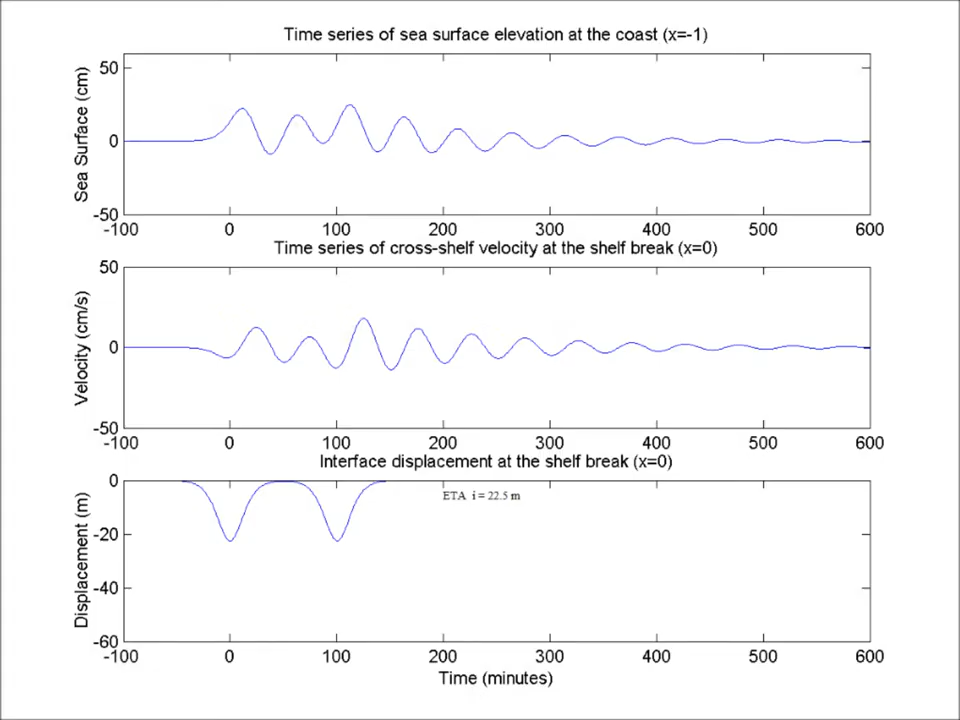 Time series of sea surface elevation at the coast (x=-1)
Sea Surface (cm)
50
0
-50
-100 0 100 200 300 400 500 600
Time series of cross-shelf velocity at the shelf break (x=0)
Velocity (cm/s)
50
0
-50
-100 0 100 200 300 400 500 600
Interface displacement at the shelf break (x=0)
Displacement (m)
0
ETA i = 22.5 m
-20
-40
-60
-100 0 100 200 300 400 500 600
Time (minutes)